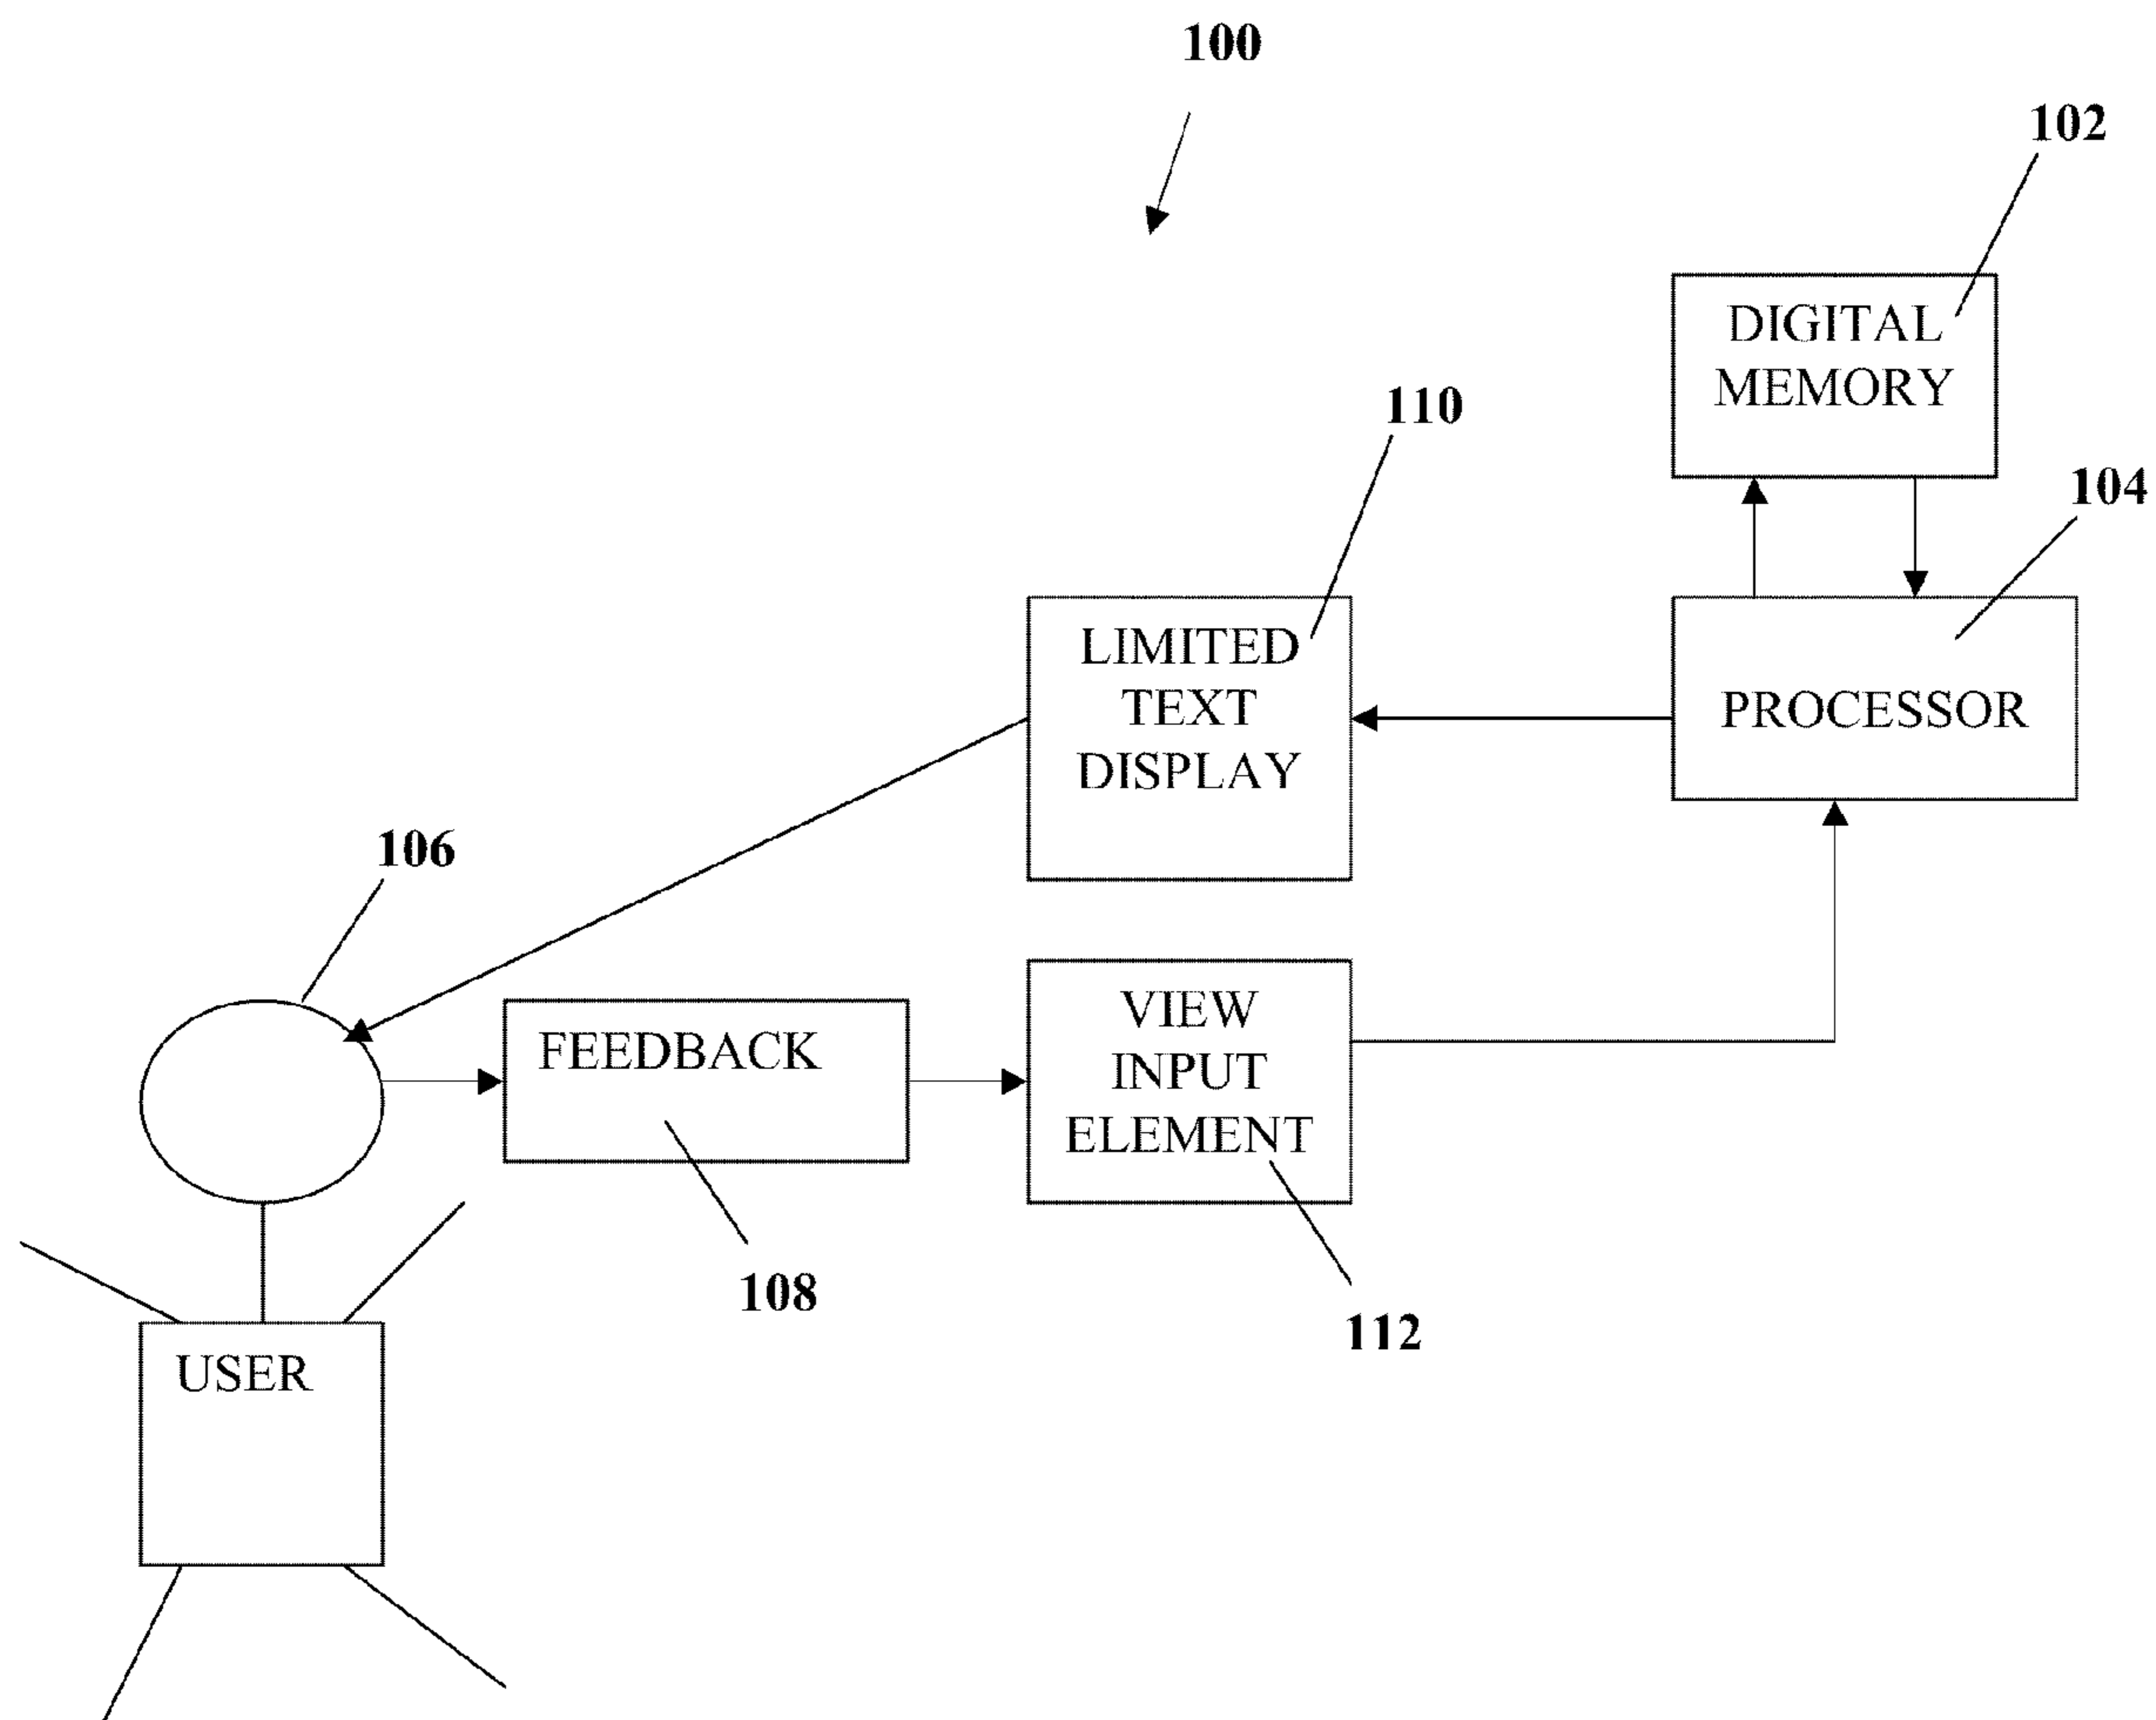 100
102
DIGITAL
MEMORY
110
104
LIMITED
TEXT
DISPLAY
PROCESSOR
106
FEEDBACK
VIEW
INPUT
ELEMENT
108
112
USER